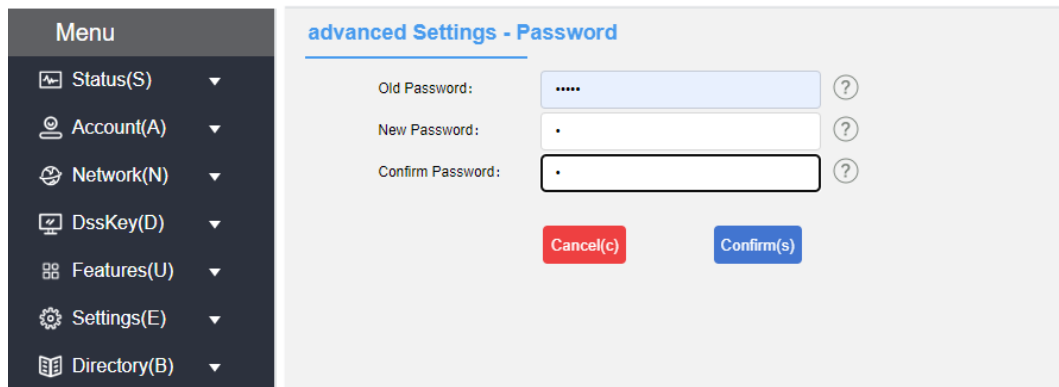 Menu
Status(S)
Account(A)
Network(N)
DssKey(D)
Features(U)
Settings(E)
Directory(B)
advanced Settings - Password
Old Password: ••••• ?
New Password: • ?
Confirm Password: • ?
Cancel(c) Confirm(s)